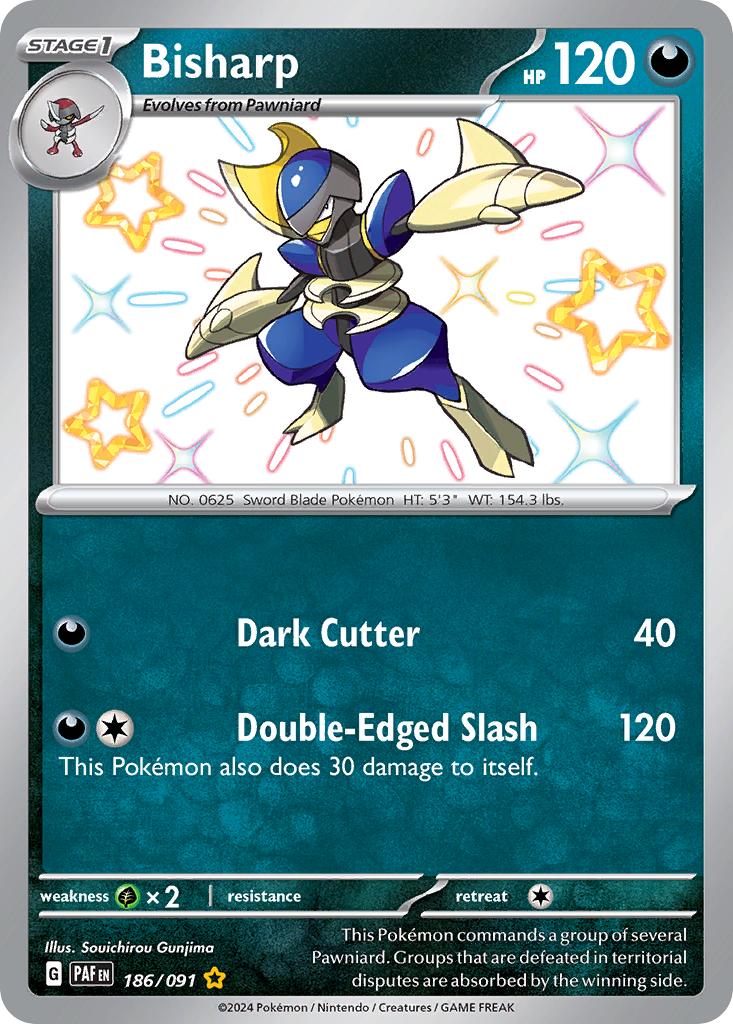 STAGE1
Bisharp
HP 120
Evolves from Pawniard
NO. 0625 Sword Blade Pokémon HT: 5'3" WT: 154.3 lbs.
Dark Cutter 40
Double-Edged Slash 120
This Pokémon also does 30 damage to itself.
weakness ×2 resistance retreat
Illus. Souichirou Gunjima
This Pokémon commands a group of several
Pawniard. Groups that are defeated in territorial
disputes are absorbed by the winning side.
G PAF EN 186/091
©2024 Pokémon / Nintendo / Creatures / GAME FREAK